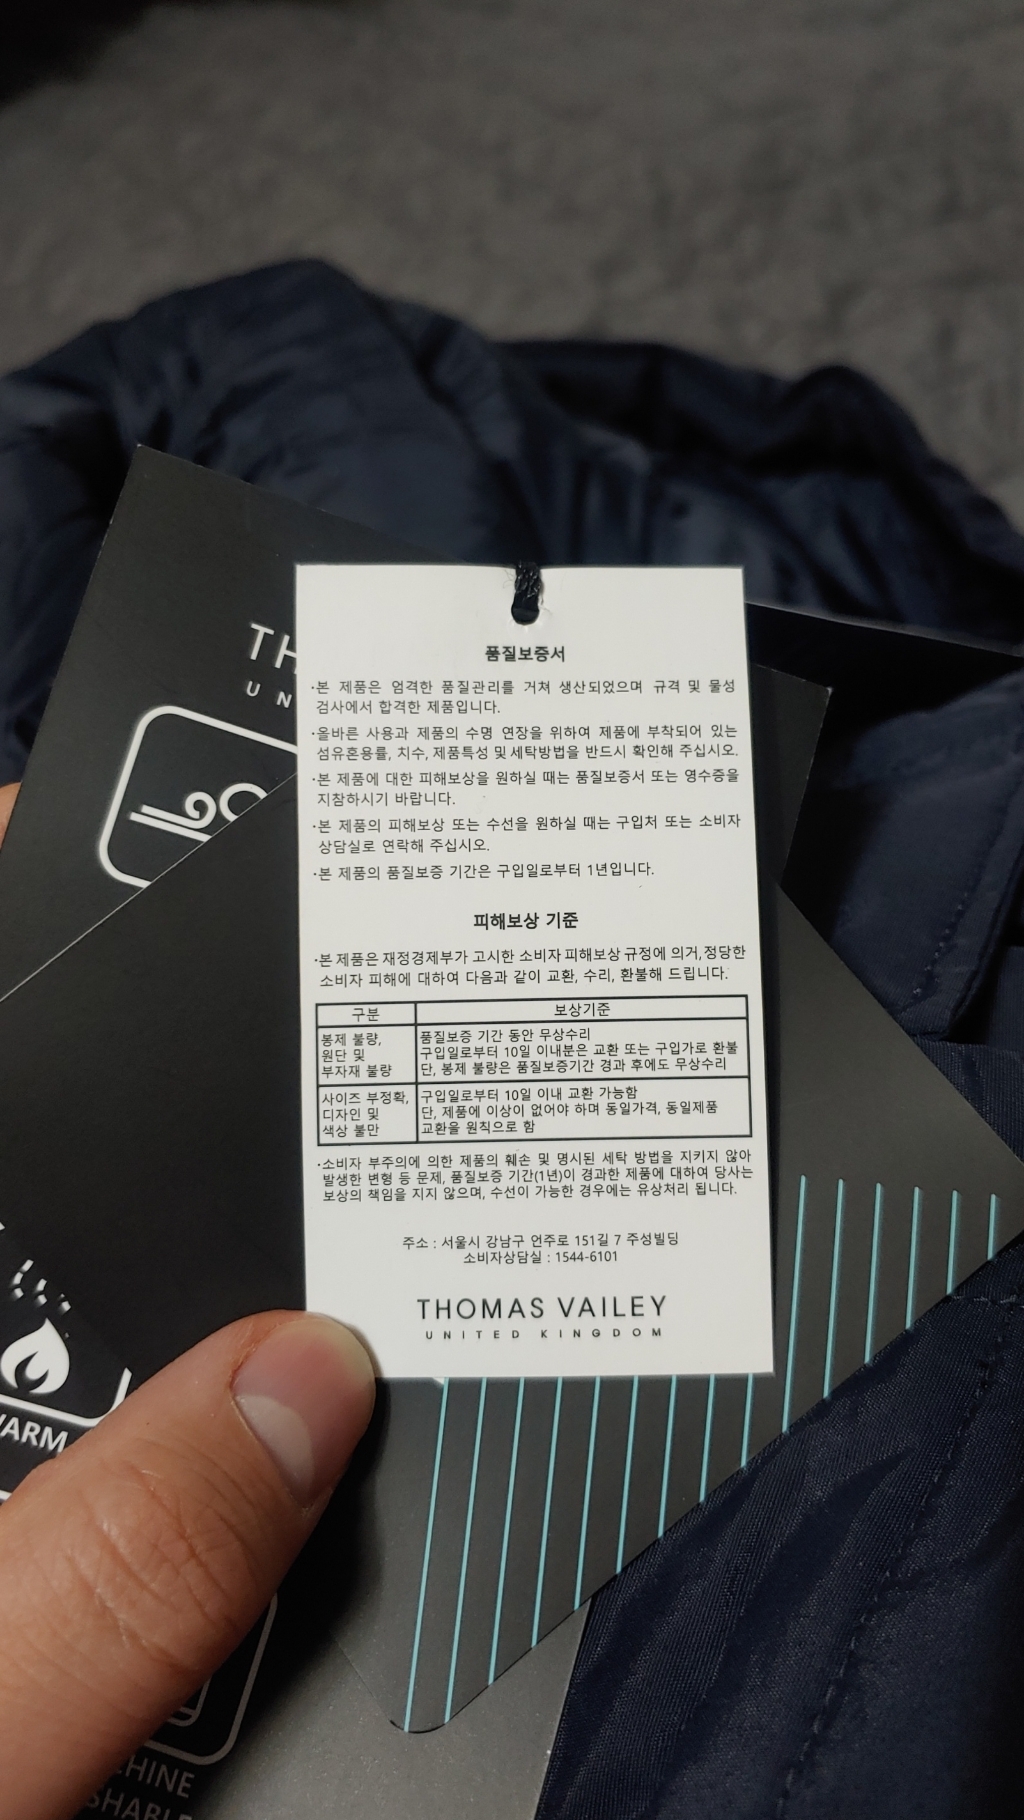 품질보증서
·본 제품은 엄격한 품질관리를 거쳐 생산되었으며 규격 및 물성
검사에서 합격한 제품입니다.
·올바른 사용과 제품의 수명 연장을 위하여 제품에 부착되어 있는
섬유혼용률, 치수, 제품특성 및 세탁방법을 반드시 확인해 주십시오.
·본 제품에 대한 피해보상을 원하실 때는 품질보증서 또는 영수증을
지참하시기 바랍니다.
·본 제품의 피해보상 또는 수선을 원하실 때는 구입처 또는 소비자
상담실로 연락해 주십시오.
·본 제품의 품질보증 기간은 구입일로부터 1년입니다.
피해보상 기준
·본 제품은 재정경제부가 고시한 소비자 피해보상 규정에 의거, 정당한
소비자 피해에 대하여 다음과 같이 교환, 수리, 환불해 드립니다.
구분 보상기준
봉제 불량,
원단 및
부자재 불량
품질보증 기간 동안 무상수리
구입일로부터 10일 이내분은 교환 또는 구입가로 환불
단, 봉제 불량은 품질보증기간 경과 후에도 무상수리
사이즈 부정확,
디자인 및
색상 불만
구입일로부터 10일 이내 교환 가능함
단, 제품에 이상이 없어야 하며 동일가격, 동일제품
교환을 원칙으로 함
·소비자 부주의에 의한 제품의 훼손 및 명시된 세탁 방법을 지키지 않아
발생한 변형 등 문제, 품질보증 기간(1년)이 경과한 제품에 대하여 당사는
보상의 책임을 지지 않으며, 수선이 가능한 경우에는 유상처리 됩니다.
주소 : 서울시 강남구 언주로 151길 7 주성빌딩
소비자상담실 : 1544-6101
THOMAS VAILEY
UNITED KINGDOM
TH
UN
WARM
CHINE
SHABLE